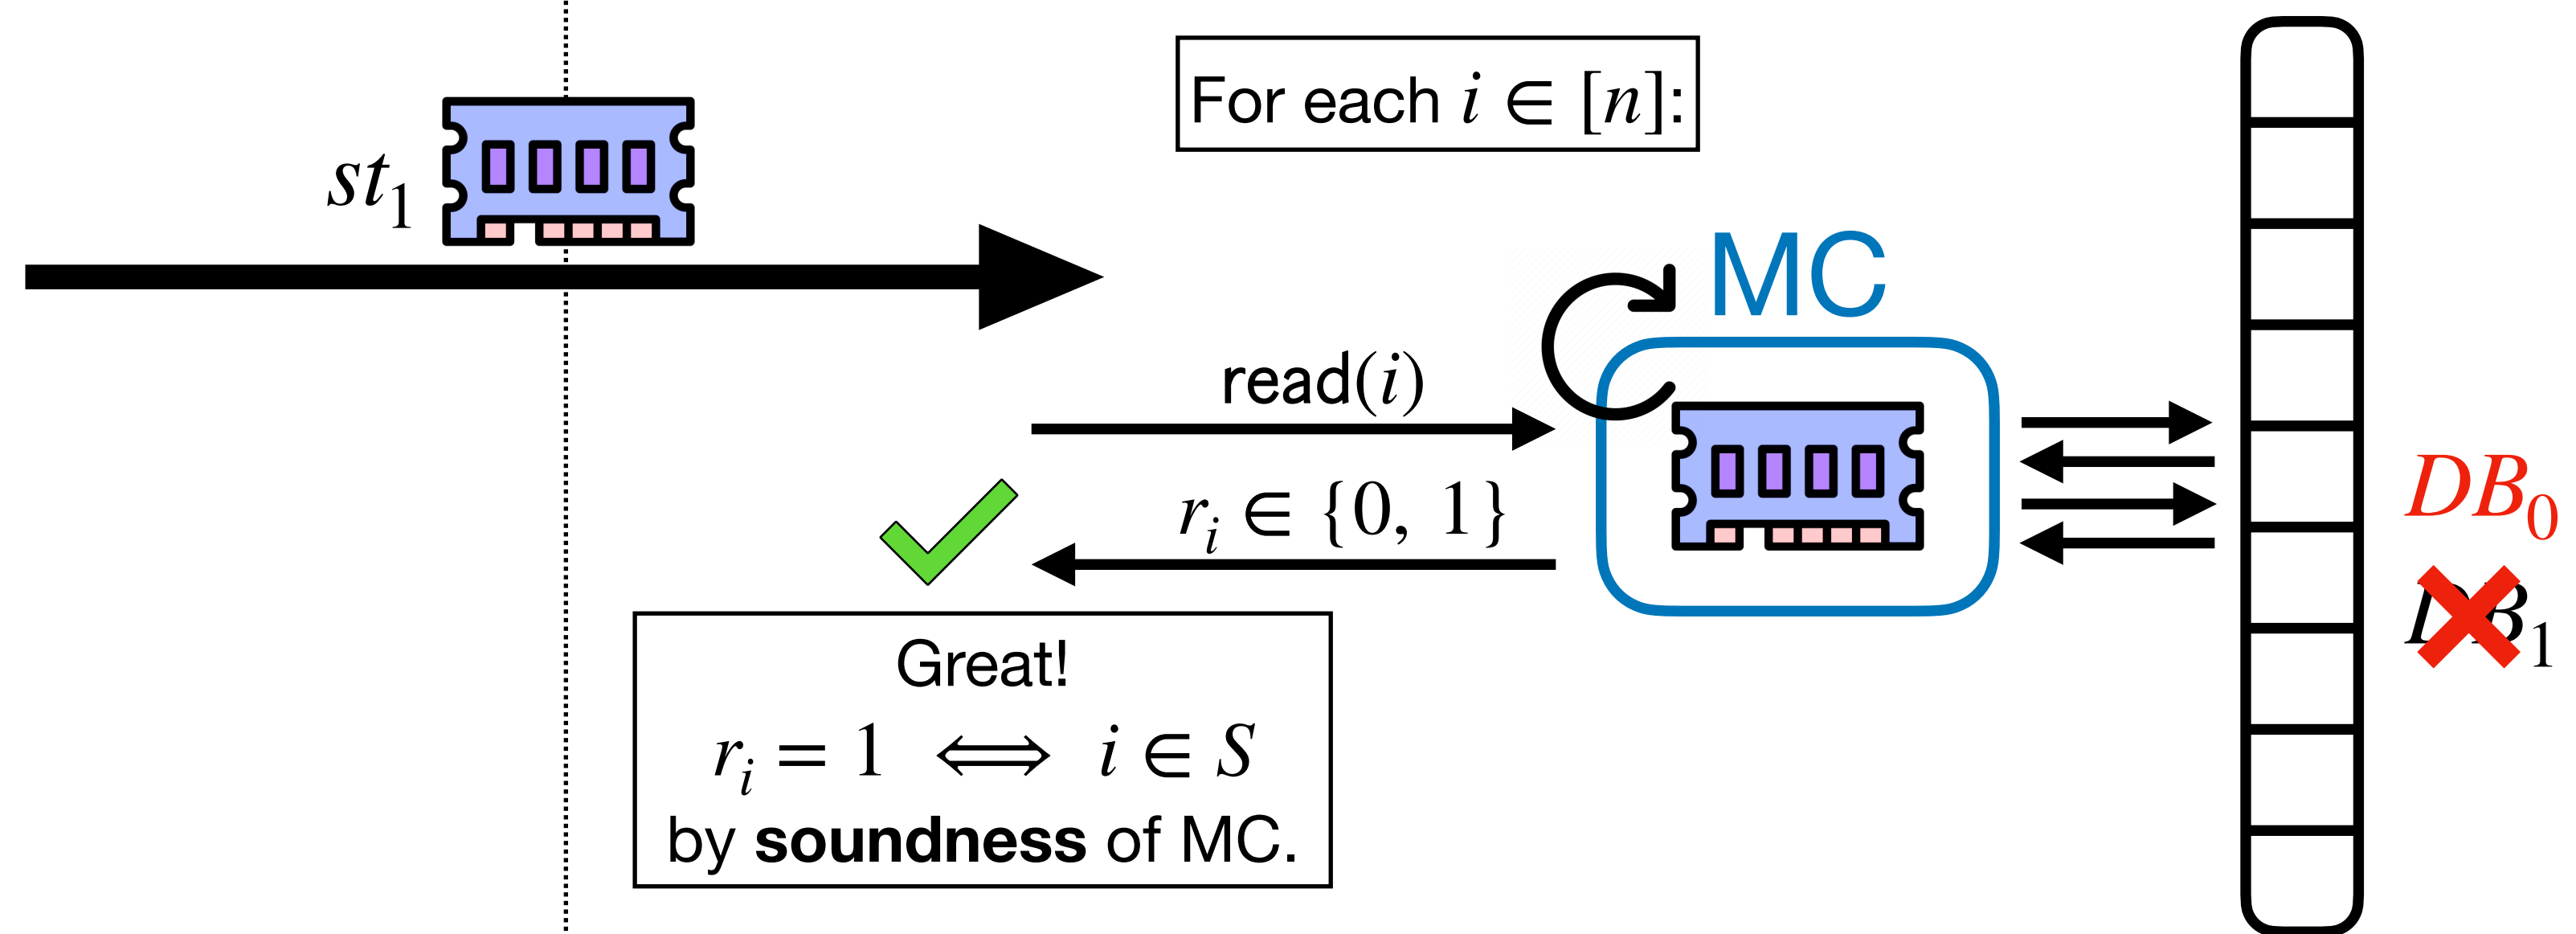 For each i ∈ [n]:
st₁
MC
read(i)
rᵢ ∈ {0, 1}
DB₀
DB₁
Great!
rᵢ = 1 ⟺ i ∈ S
by soundness of MC.